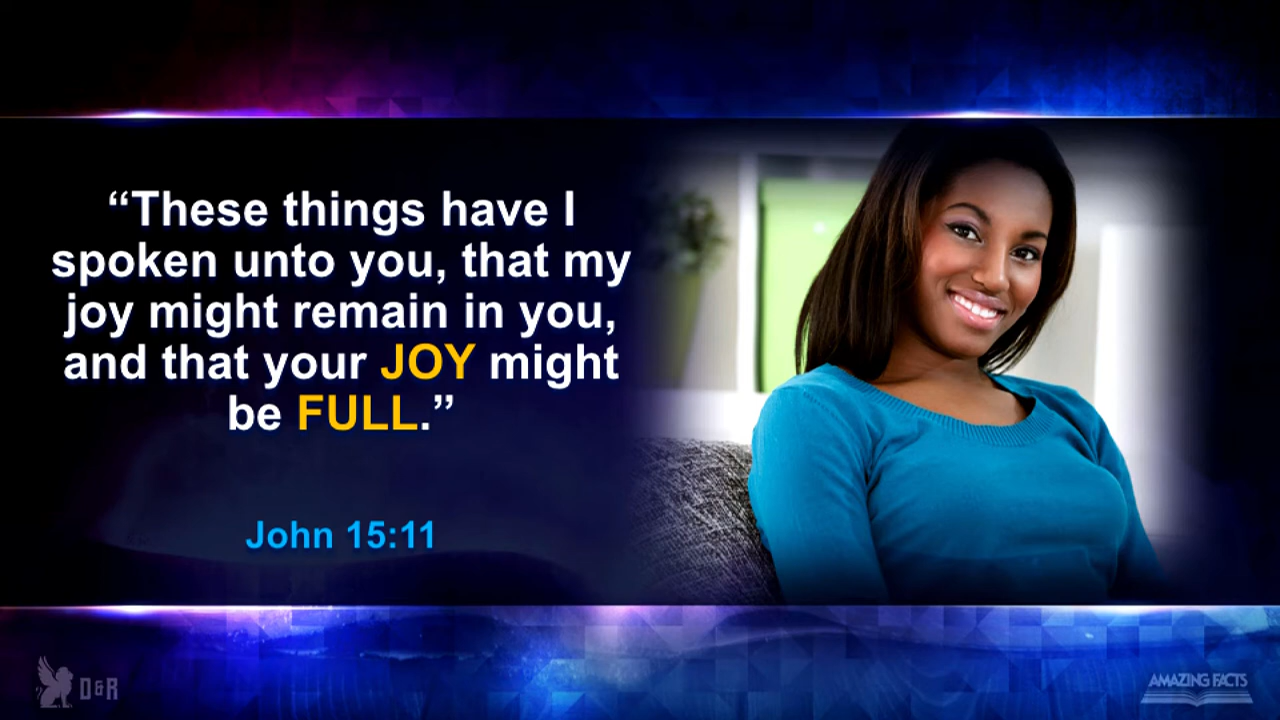 “These things have I
spoken unto you, that my
joy might remain in you,
and that your JOY might
be FULL.”
John 15:11
D&R
AMAZING FACTS